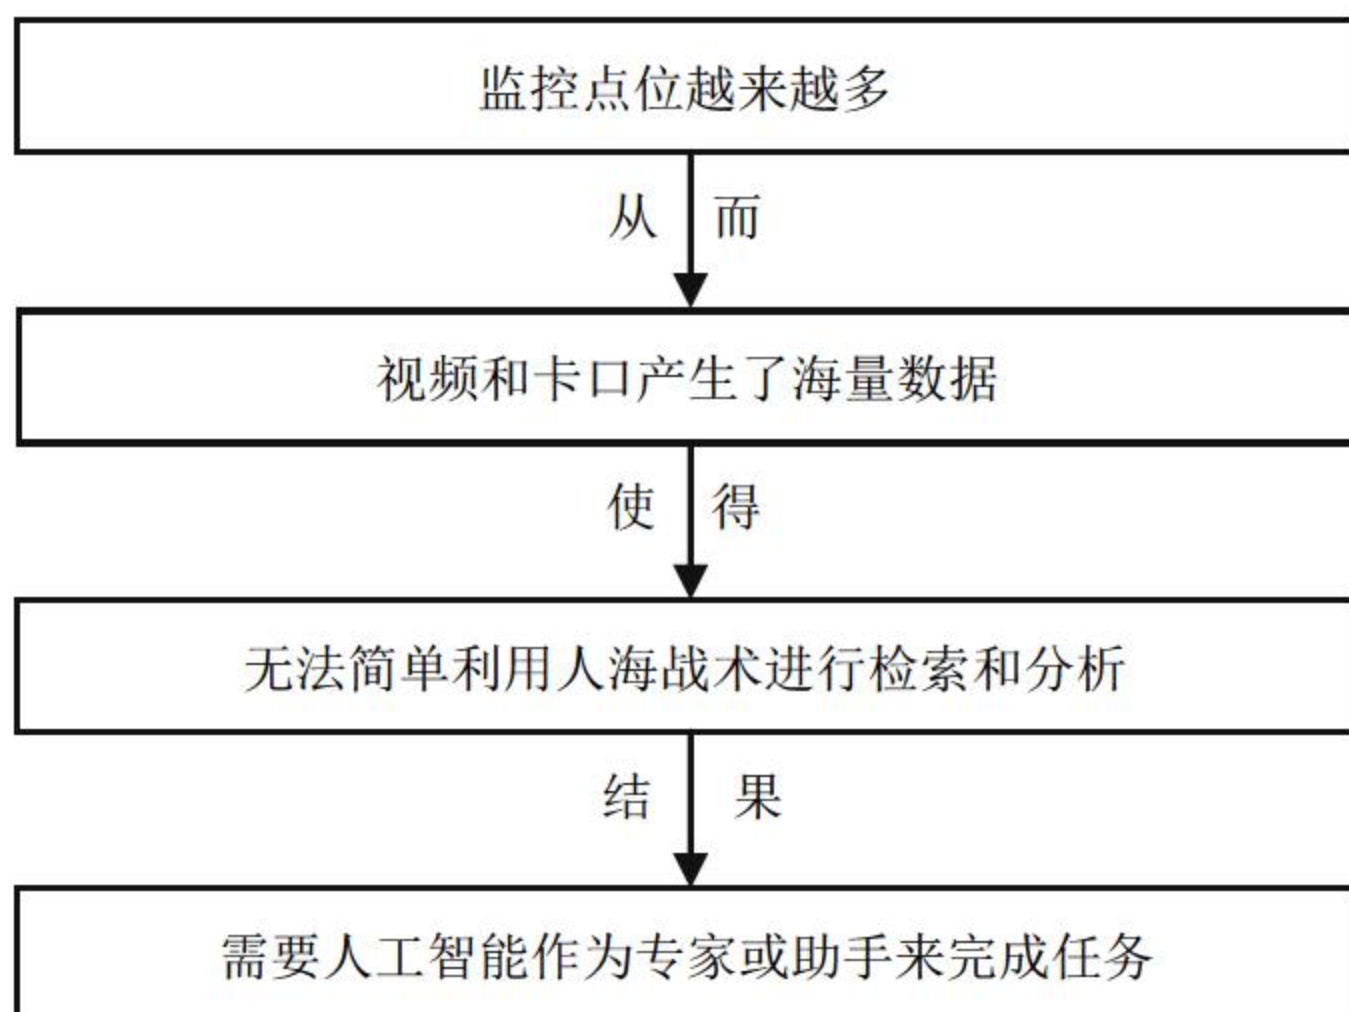 监控点位越来越多
从 而
视频和卡口产生了海量数据
使 得
无法简单利用人海战术进行检索和分析
结 果
需要人工智能作为专家或助手来完成任务